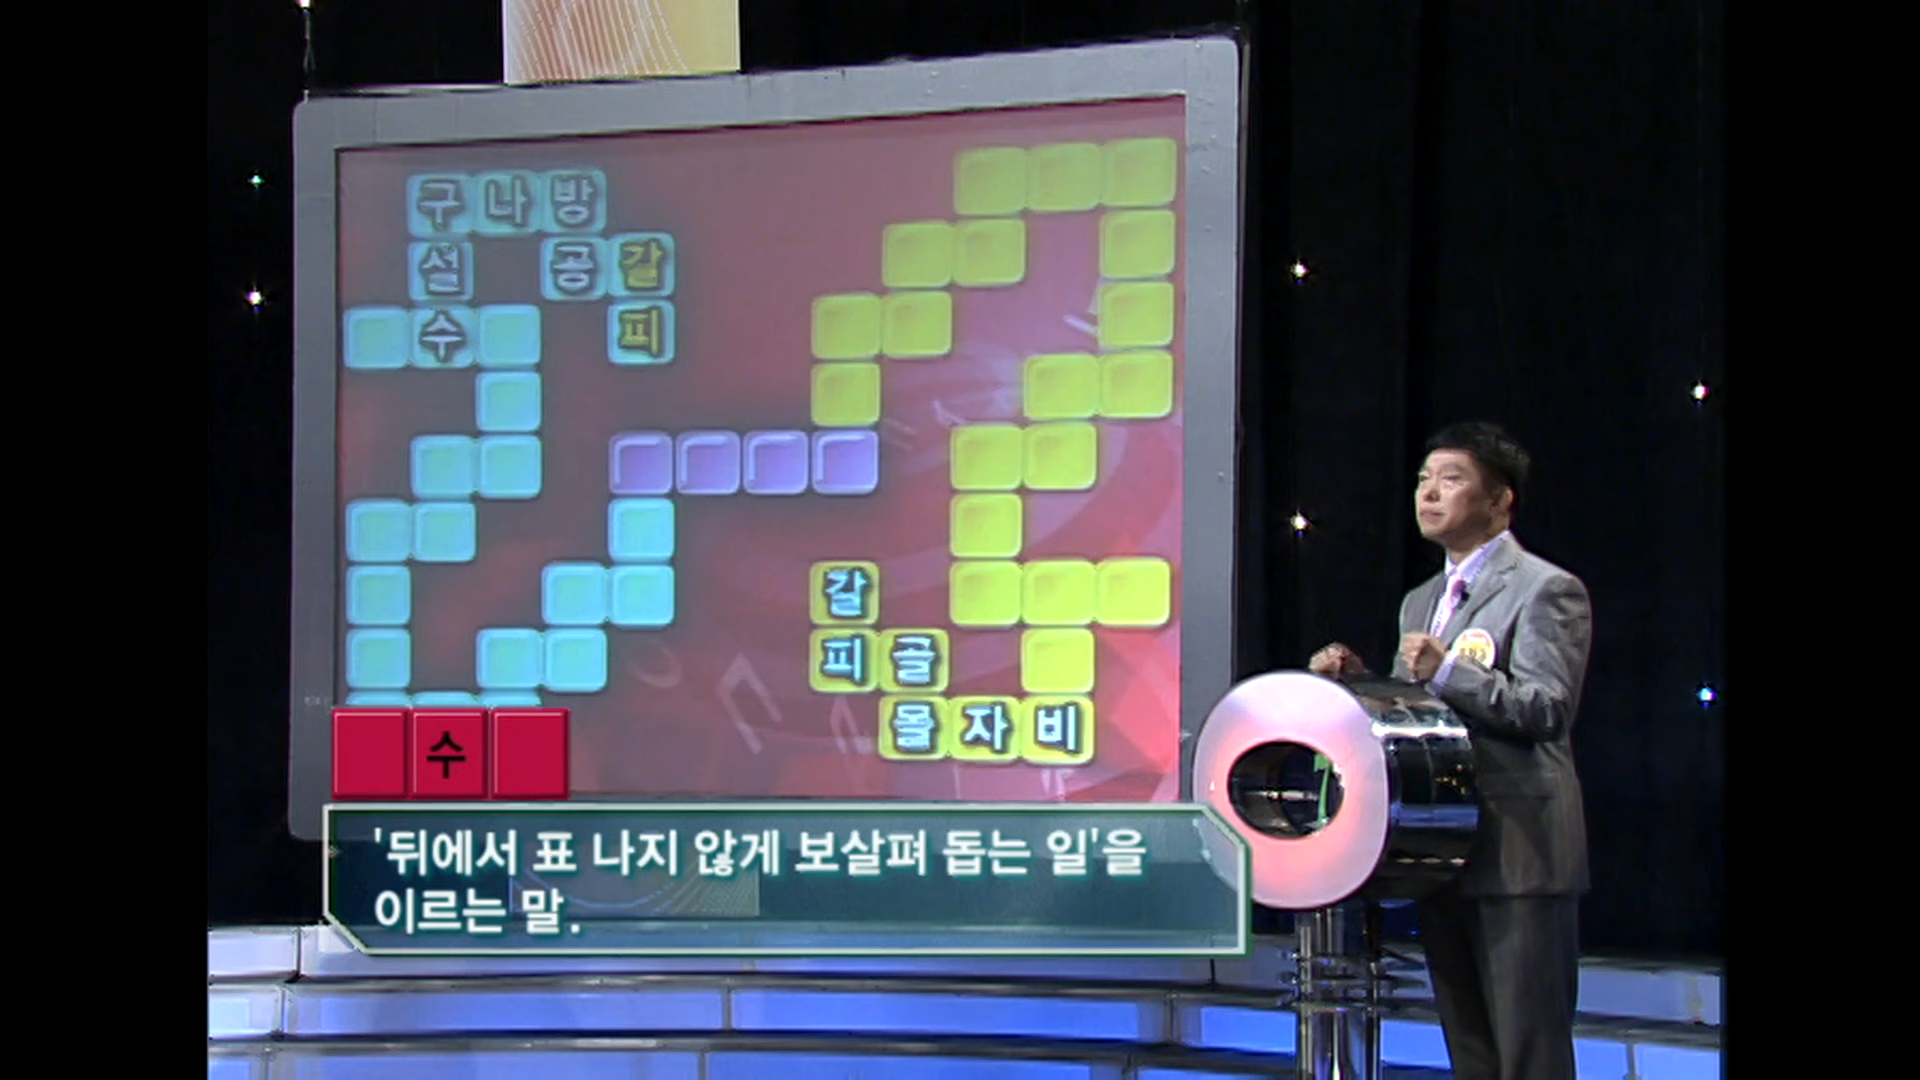 구나방
설 공갈
수 피
갈
피골
몰자비
수
'뒤에서 표 나지 않게 보살펴 돕는 일'을
이르는 말.